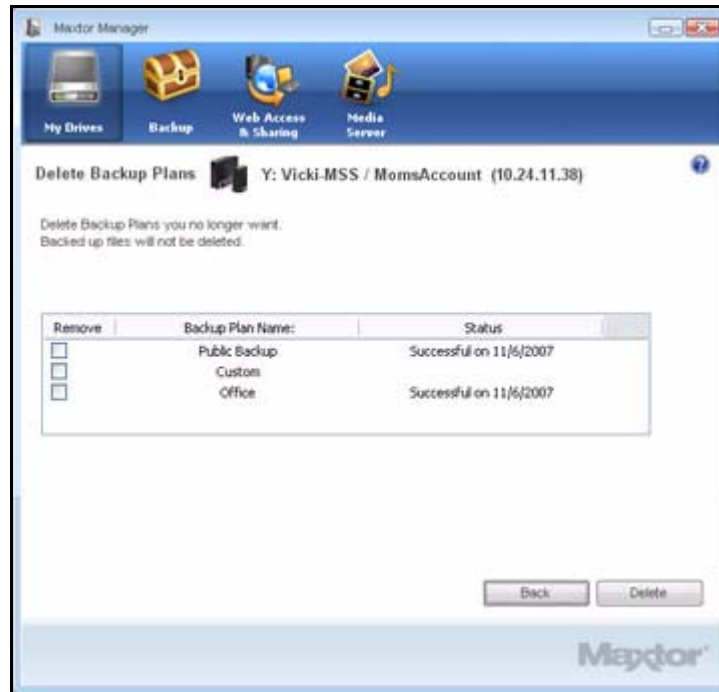 Maxtor Manager
My Drives
Backup
Web Access
& Sharing
Media
Server
Delete Backup Plans
Y: Vicki-MSS / MomsAccount (10.24.11.38)
Delete Backup Plans you no longer want.
Backed up files will not be deleted.
Remove Backup Plan Name: Status
Public Backup Successful on 11/6/2007
Custom
Office Successful on 11/6/2007
Back Delete
Maxtor